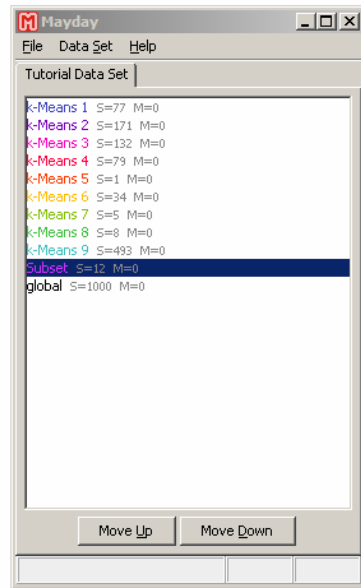 Mayday
File Data Set Help
Tutorial Data Set
k-Means 1 S=77 M=0
k-Means 2 S=171 M=0
k-Means 3 S=132 M=0
k-Means 4 S=79 M=0
k-Means 5 S=1 M=0
k-Means 6 S=34 M=0
k-Means 7 S=5 M=0
k-Means 8 S=8 M=0
k-Means 9 S=493 M=0
Subset S=12 M=0
global S=1000 M=0
Move Up Move Down